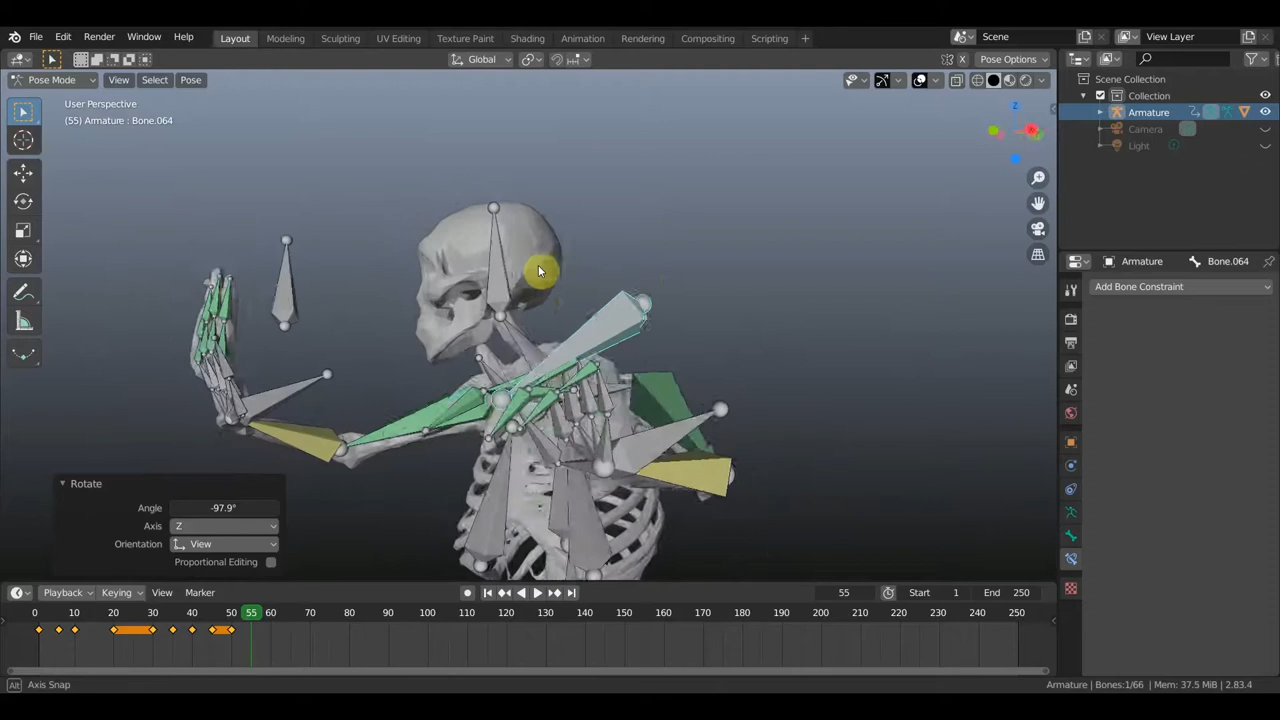 File Edit Render Window Help Layout Modeling Sculpting UV Editing Texture Paint Shading Animation Rendering Compositing Scripting + Scene View Layer
Global X Pose Options
Pose Mode View Select Pose
User Perspective
(55) Armature : Bone.064
Z
Scene Collection
Collection
Armature
Camera
Light
Armature Bone.064
Add Bone Constraint
Rotate
Angle -97.9°
Axis Z
Orientation View
Proportional Editing
Playback Keying View Marker 55 Start 1 End 250
0 10 20 30 40 50 55 60 70 80 90 100 110 120 130 140 150 160 170 180 190 200 210 220 230 240 250
Alt Axis Snap Armature | Bones:1/66 | Mem: 37.5 MiB | 2.83.4